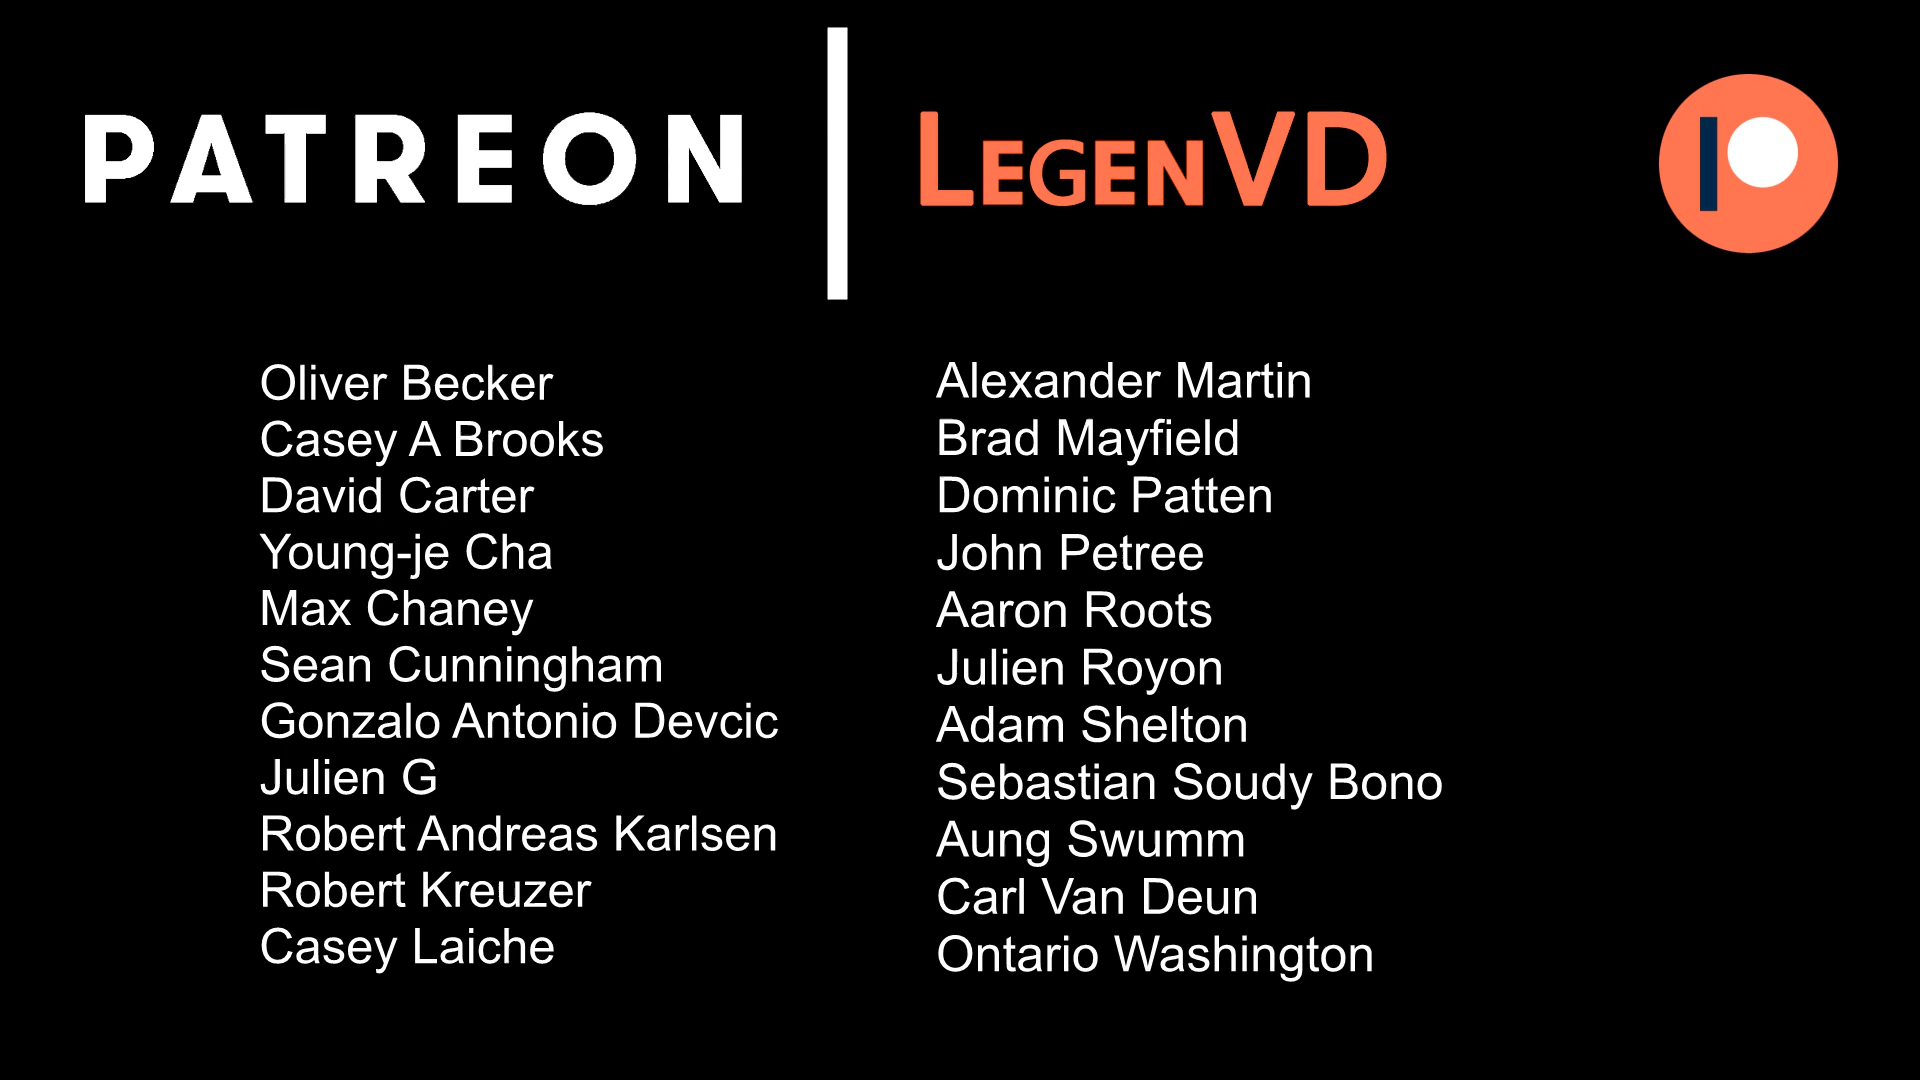 PATREON
LEGENVD
Oliver Becker
Casey A Brooks
David Carter
Young-je Cha
Max Chaney
Sean Cunningham
Gonzalo Antonio Devcic
Julien G
Robert Andreas Karlsen
Robert Kreuzer
Casey Laiche
Alexander Martin
Brad Mayfield
Dominic Patten
John Petree
Aaron Roots
Julien Royon
Adam Shelton
Sebastian Soudy Bono
Aung Swumm
Carl Van Deun
Ontario Washington